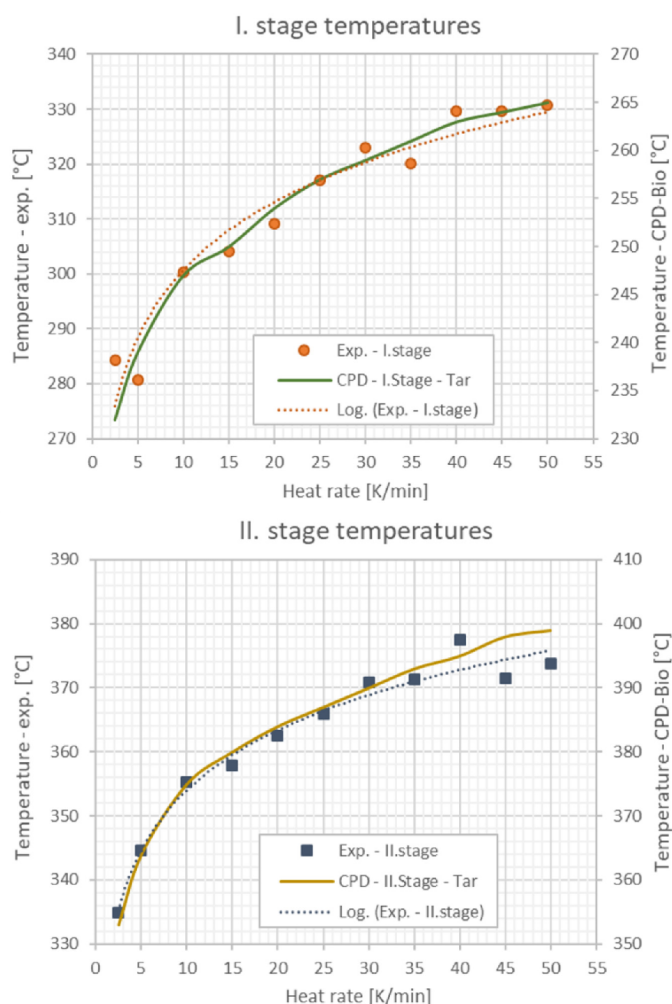 I. stage temperatures
340
330
320
310
300
290
280
270
Temperature - exp. [°C]
270
265
260
255
250
245
240
235
230
Temperature - CPD-Bio [°C]
Exp. - I.stage
CPD - I.Stage - Tar
Log. (Exp. - I.stage)
0 5 10 15 20 25 30 35 40 45 50 55
Heat rate [K/min]
II. stage temperatures
390
380
370
360
350
340
330
Temperature - exp. [°C]
410
400
390
380
370
360
350
Temperature - CPD-Bio [°C]
Exp. - II.stage
CPD - II.Stage - Tar
Log. (Exp. - II.stage)
0 5 10 15 20 25 30 35 40 45 50 55
Heat rate [K/min]